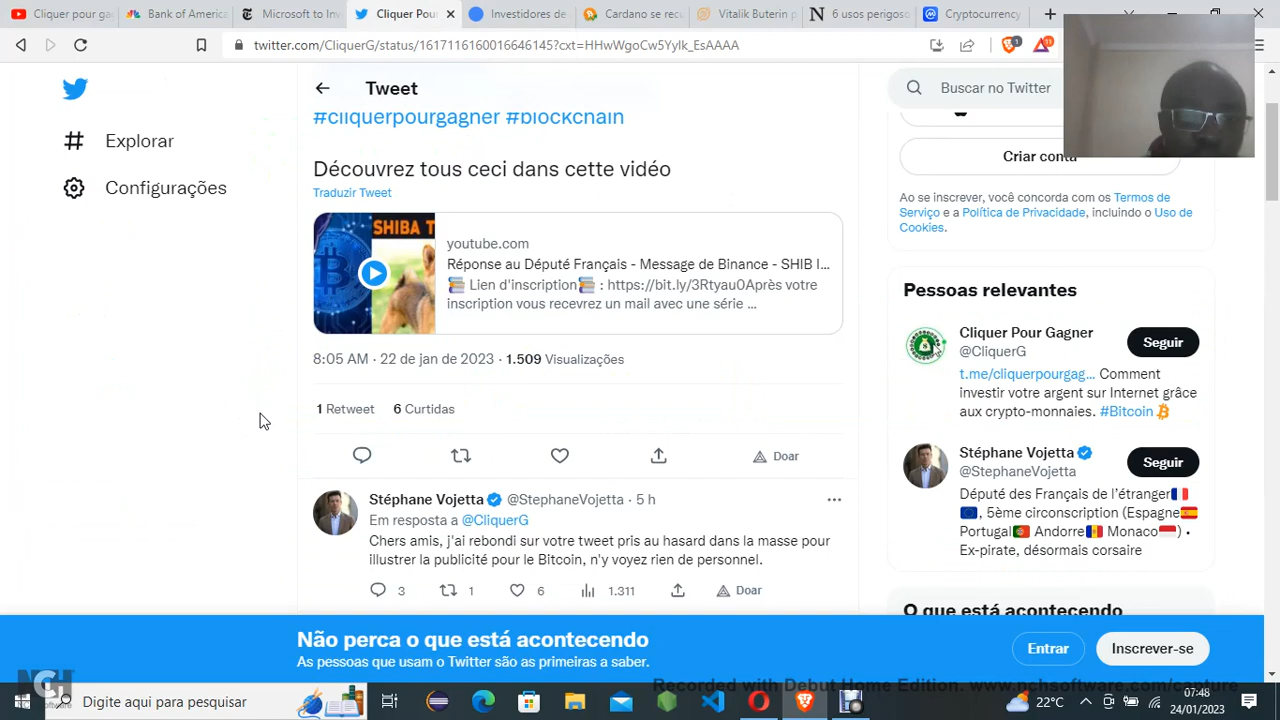 Cliquer pour gag
Bank of America
Microsoft to Inv
Cliquer Pou
Investidores de
Cardano se recu
Vitalik Buterin p
6 usos perigoso
Cryptocurrency
twitter.com/CliquerG/status/1617116160016646145?cxt=HHwWgoCw5YyIk_EsAAAA
Explorar
Configurações
Tweet
#cliquerpourgagner #blockchain
Découvrez tous ceci dans cette vidéo
Traduzir Tweet
SHIBA T
youtube.com
Réponse au Député Français - Message de Binance - SHIB I...
📚 Lien d'inscription📚 : https://bit.ly/3Rtyau0Après votre
inscription vous recevrez un mail avec une série ...
8:05 AM · 22 de jan de 2023 · 1.509 Visualizações
1 Retweet 6 Curtidas
Doar
Stéphane Vojetta @StephaneVojetta · 5 h
Em resposta a @CliquerG
Chers amis, j'ai rebondi sur votre tweet pris au hasard dans la masse pour
illustrer la publicité pour le Bitcoin, n'y voyez rien de personnel.
3 1 6 1.311 Doar
Buscar no Twitter
Criar conta
Ao se inscrever, você concorda com os Termos de
Serviço e a Política de Privacidade, incluindo o Uso de
Cookies.
Pessoas relevantes
Cliquer Pour Gagner
@CliquerG
Seguir
t.me/cliquerpourgag... Comment
investir votre argent sur Internet grâce
aux crypto-monnaies. #Bitcoin
Stéphane Vojetta
@StephaneVojetta
Seguir
Député des Français de l'étranger🇫🇷
🇪🇺, 5ème circonscription (Espagne🇪🇸
Portugal🇵🇹 Andorre🇦🇩 Monaco🇲🇨) •
Ex-pirate, désormais corsaire
O que está acontecendo
Não perca o que está acontecendo
As pessoas que usam o Twitter são as primeiras a saber.
Entrar
Inscrever-se
NCH
Software
Recorded with Debut Home Edition. www.nchsoftware.com/capture
Digite aqui para pesquisar
22°C
07:48
24/01/2023